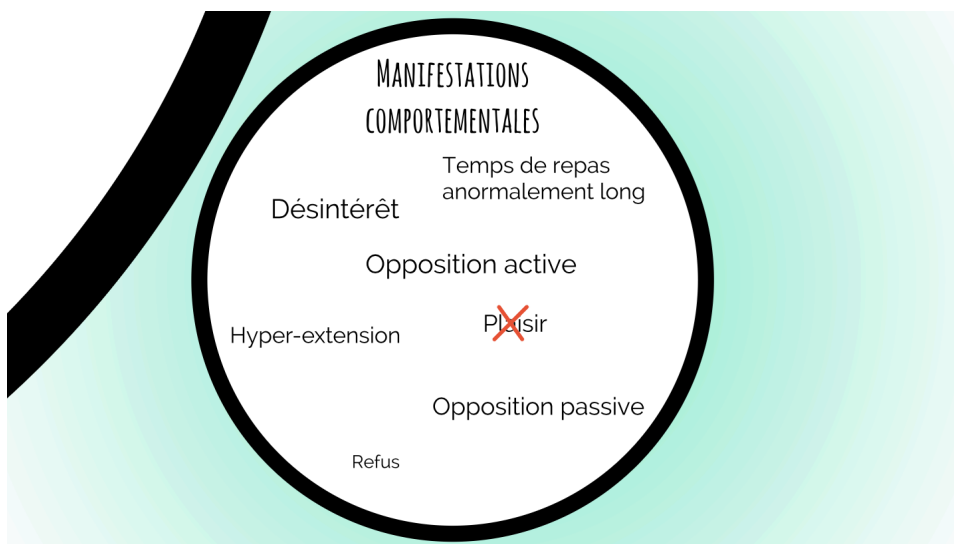 Manifestations
comportementales
Temps de repas
anormalement long
Désintérêt
Opposition active
Plaisir
Hyper-extension
Opposition passive
Refus